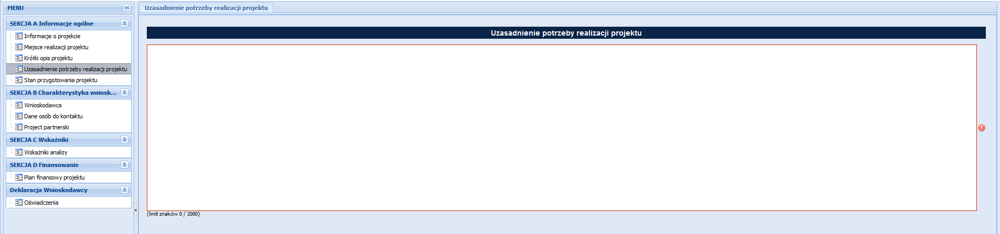 MENU
SEKCJA A Informacje ogólne
Informacje o projekcie
Miejsce realizacji projektu
Krótki opis projektu
Uzasadnienie potrzeby realizacji projektu
Stan przygotowania projektu
SEKCJA B Charakterystyka wniosk...
Wnioskodawca
Dane osób do kontaktu
Project partnerski
SEKCJA C Wskaźniki
Wskaźniki analizy
SEKCJA D Finansowanie
Plan finansowy projektu
Deklaracja Wnioskodawcy
Oświadczenia
Uzasadnienie potrzeby realizacji projektu
Uzasadnienie potrzeby realizacji projektu
(limit znaków 0 / 2000)